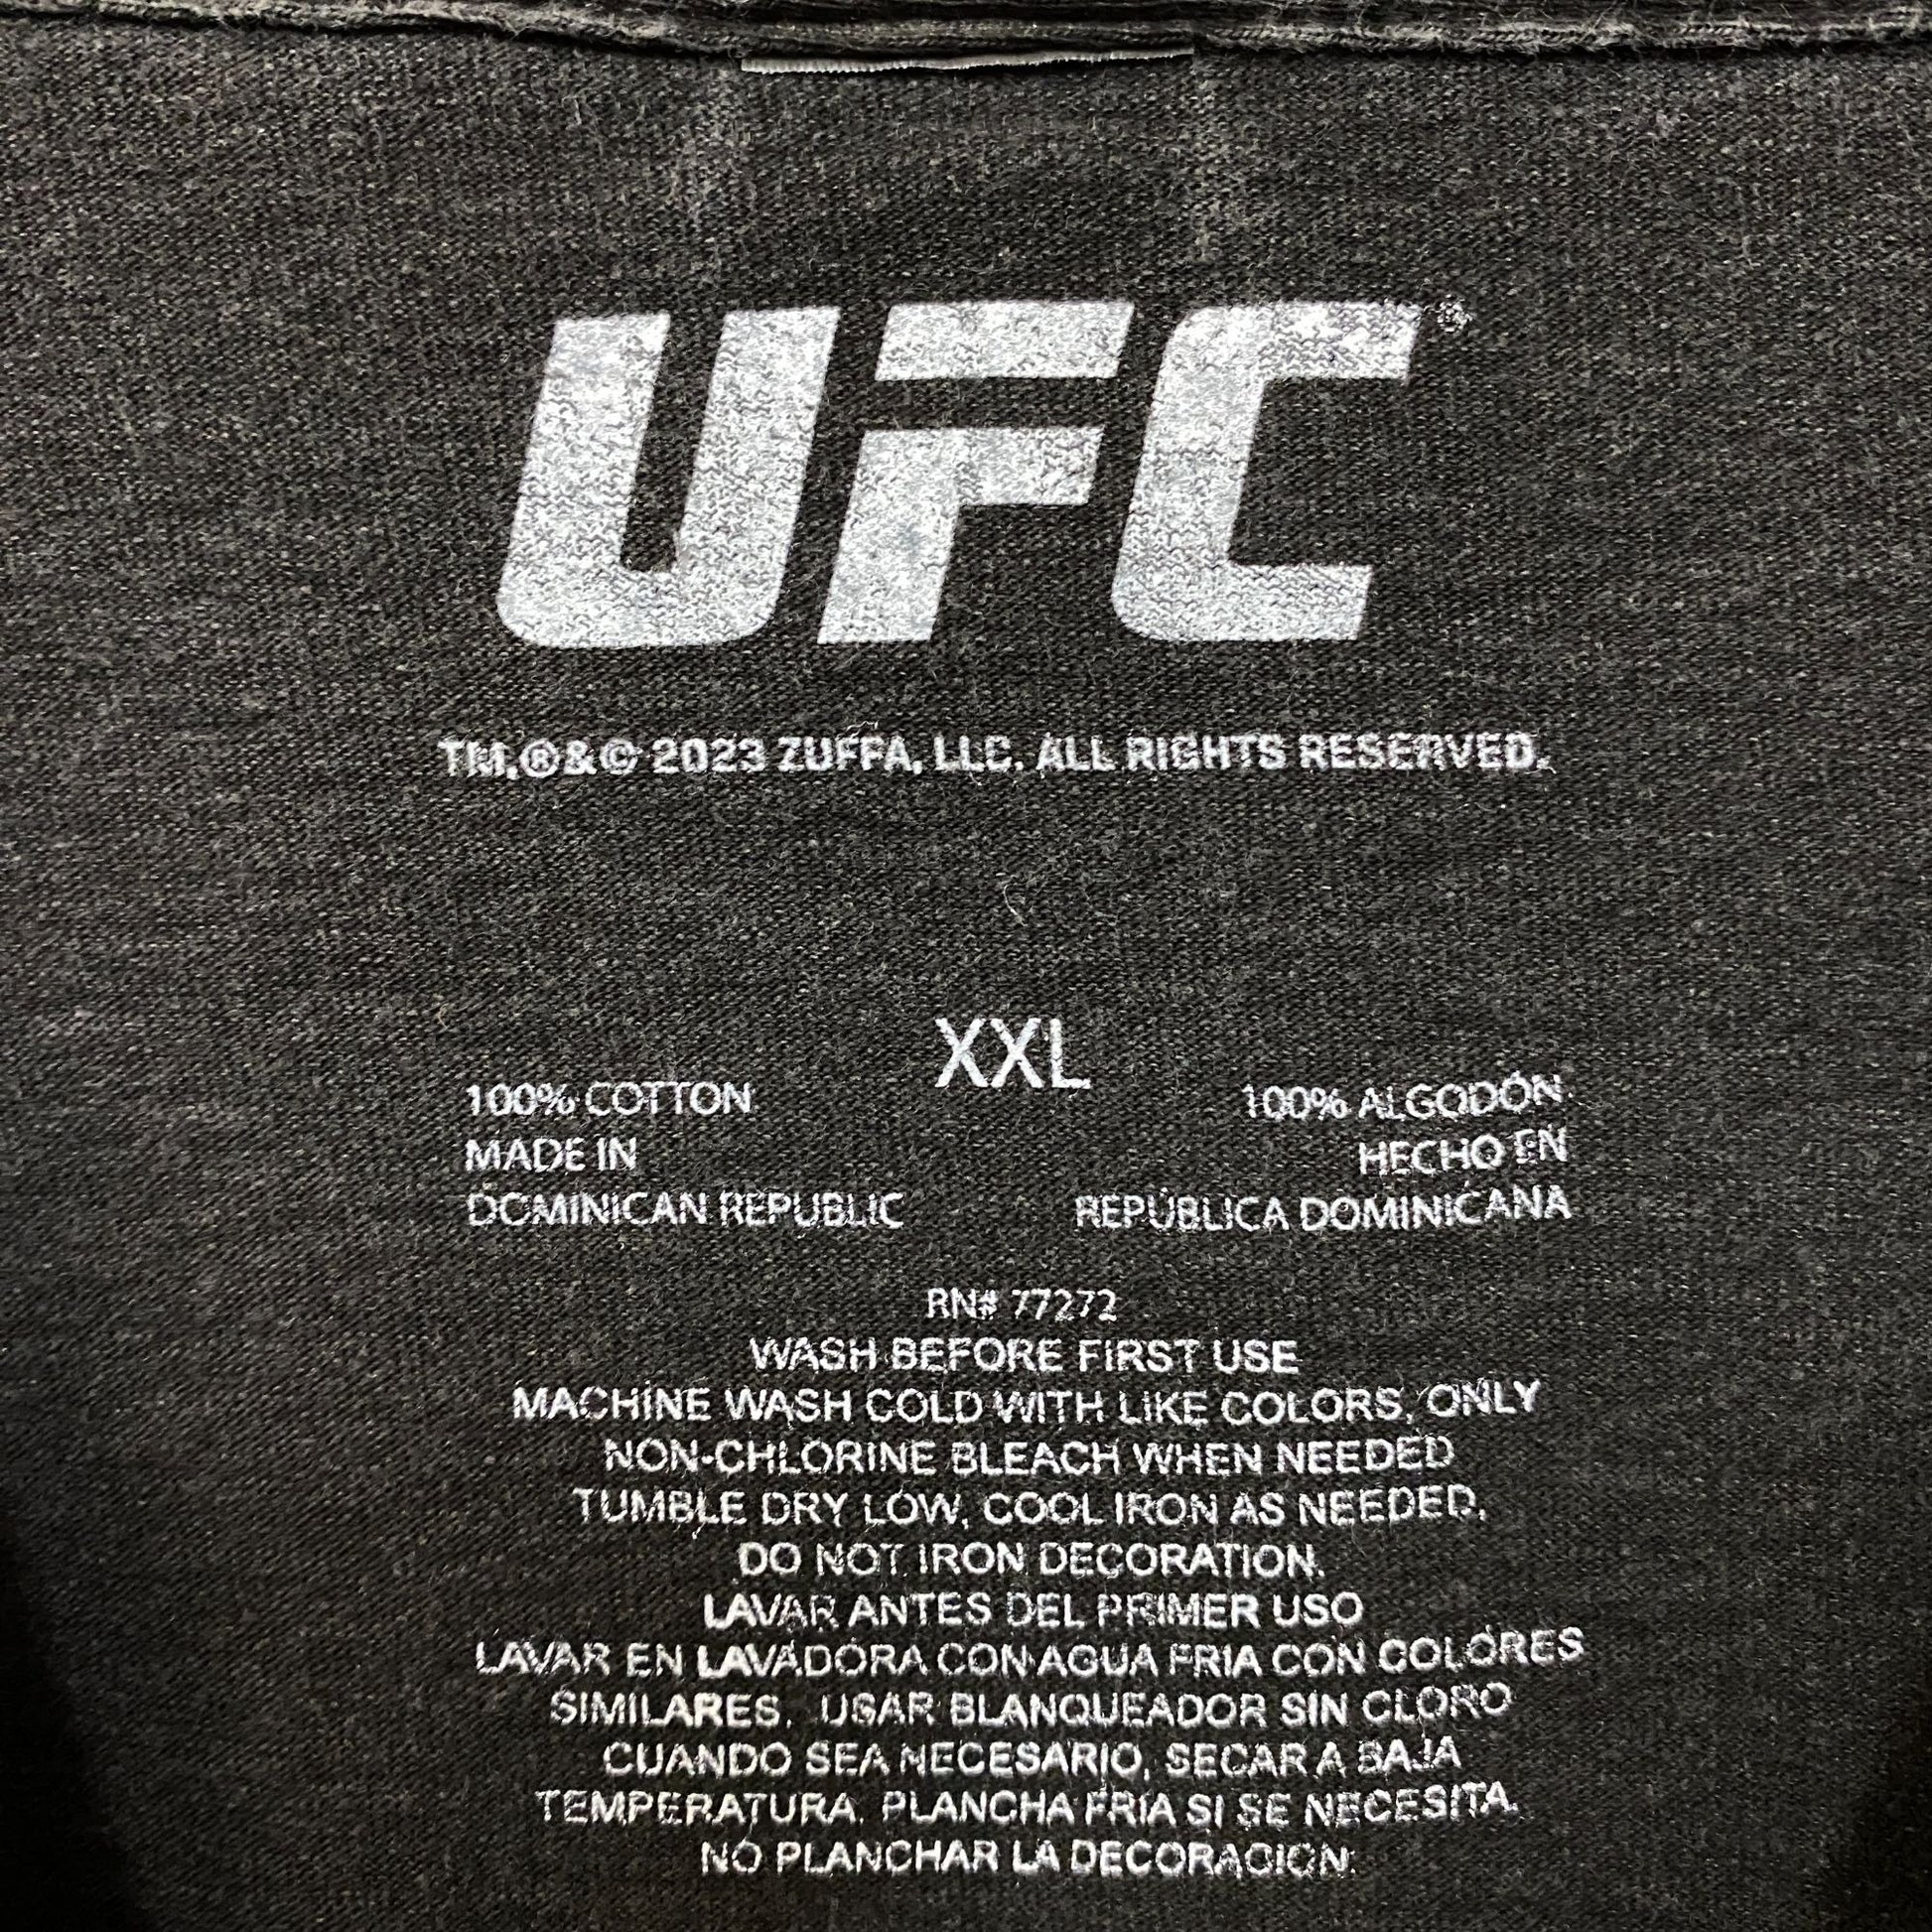 UFC®
TM,®&© 2023 ZUFFA, LLC. ALL RIGHTS RESERVED.
XXL
100% COTTON
MADE IN
DOMINICAN REPUBLIC
100% ALGODÓN
HECHO EN
REPÚBLICA DOMINICANA
RN# 77272
WASH BEFORE FIRST USE
MACHINE WASH COLD WITH LIKE COLORS, ONLY
NON-CHLORINE BLEACH WHEN NEEDED
TUMBLE DRY LOW, COOL IRON AS NEEDED,
DO NOT IRON DECORATION.
LAVAR ANTES DEL PRIMER USO
LAVAR EN LAVADORA CON AGUA FRIA CON COLORES
SIMILARES. USAR BLANQUEADOR SIN CLORO
CUANDO SEA NECESARIO, SECAR A BAJA
TEMPERATURA. PLANCHA FRIA SI SE NECESITA.
NO PLANCHAR LA DECORACION.